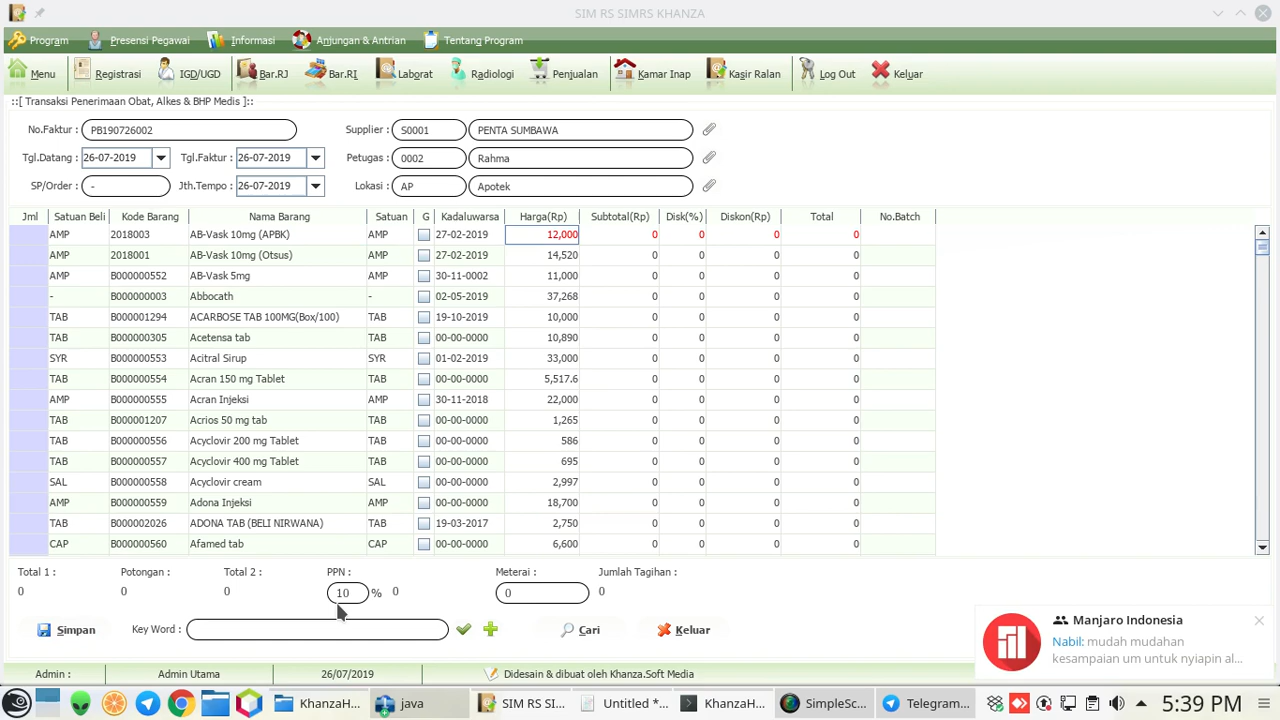 SIM RS SIMRS KHANZA
Program Presensi Pegawai Informasi Anjungan & Antrian Tentang Program
Menu Registrasi IGD/UGD Bar.RJ Bar.RI Laborat Radiologi Penjualan Kamar Inap Kasir Ralan Log Out Keluar
::[ Transaksi Penerimaan Obat, Alkes & BHP Medis ]::
No.Faktur : PB190726002 Supplier : S0001 PENTA SUMBAWA
Tgl.Datang : 26-07-2019 Tgl.Faktur : 26-07-2019 Petugas : 0002 Rahma
SP/Order : - Jth.Tempo : 26-07-2019 Lokasi : AP Apotek
Jml Satuan Beli Kode Barang Nama Barang Satuan G Kadaluwarsa Harga(Rp) Subtotal(Rp) Disk(%) Diskon(Rp) Total No.Batch
AMP 2018003 AB-Vask 10mg (APBK) AMP 27-02-2019 12,000 0 0 0 0
AMP 2018001 AB-Vask 10mg (Otsus) AMP 27-02-2019 14,520 0 0 0 0
AMP B000000552 AB-Vask 5mg AMP 30-11-0002 11,000 0 0 0 0
- B000000003 Abbocath - 02-05-2019 37,268 0 0 0 0
TAB B000001294 ACARBOSE TAB 100MG(Box/100) TAB 19-10-2019 10,000 0 0 0 0
TAB B000000305 Acetensa tab TAB 00-00-0000 10,890 0 0 0 0
SYR B000000553 Acitral Sirup SYR 01-02-2019 33,000 0 0 0 0
TAB B000000554 Acran 150 mg Tablet TAB 00-00-0000 5,517.6 0 0 0 0
AMP B000000555 Acran Injeksi AMP 30-11-2018 22,000 0 0 0 0
TAB B000001207 Acrios 50 mg tab TAB 00-00-0000 1,265 0 0 0 0
TAB B000000556 Acyclovir 200 mg Tablet TAB 00-00-0000 586 0 0 0 0
TAB B000000557 Acyclovir 400 mg Tablet TAB 00-00-0000 695 0 0 0 0
SAL B000000558 Acyclovir cream SAL 00-00-0000 2,997 0 0 0 0
AMP B000000559 Adona Injeksi AMP 00-00-0000 18,700 0 0 0 0
TAB B000002026 ADONA TAB (BELI NIRWANA) TAB 19-03-2017 2,750 0 0 0 0
CAP B000000560 Afamed tab CAP 00-00-0000 6,600 0 0 0 0
Total 1 : Potongan : Total 2 : PPN : Meterai : Jumlah Tagihan :
0 0 0 10 % 0 0 0
Simpan Key Word : Cari Keluar
Manjaro Indonesia
Nabil: mudah mudahan
kesampaian um untuk nyiapin al...
Admin : Admin Utama 26/07/2019 Didesain & dibuat oleh Khanza.Soft Media
KhanzaH... java SIM RS SI... Untitled *... KhanzaH... SimpleSc... Telegram... 5:39 PM